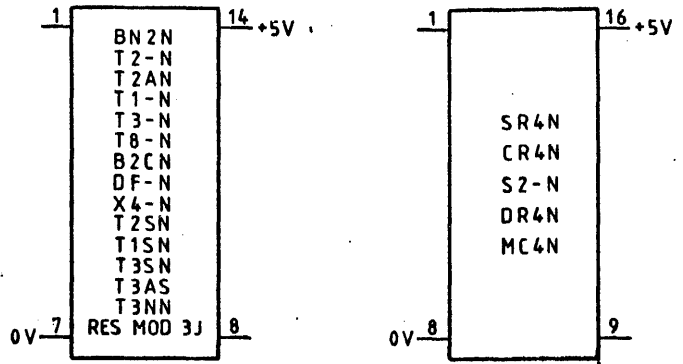 1 14 +5V
BN2N
T2-N
T2AN
T1-N
T3-N
T8-N
B2CN
DF-N
X4-N
T2SN
T1SN
T3SN
T3AS
T3NN
0V 7 RES MOD 3J 8
1 16 +5V
SR4N
CR4N
S2-N
DR4N
MC4N
0V 8 9